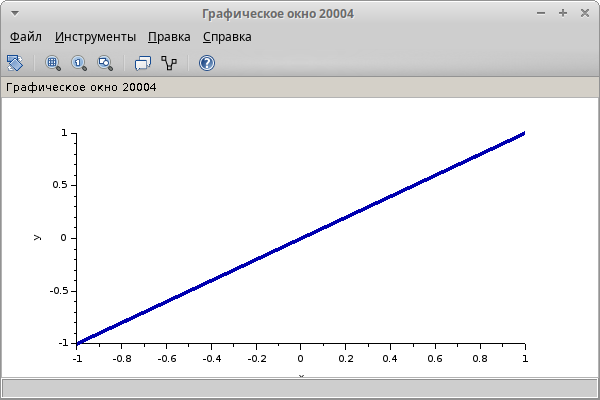 Графическое окно 20004
Файл Инструменты Правка Справка
Графическое окно 20004
1
0.5
0
-0.5
-1
y
-1 -0.8 -0.6 -0.4 -0.2 0 0.2 0.4 0.6 0.8 1